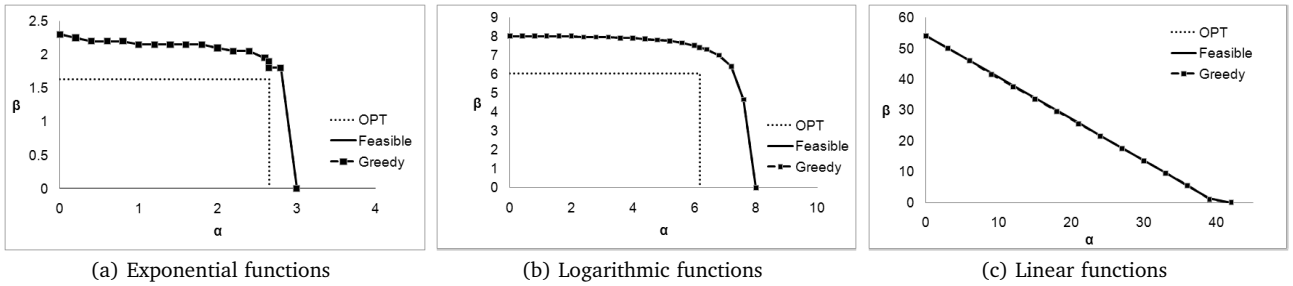 2.5
2
1.5
1
0.5
0
β
0 1 2 3 4
α
OPT
Feasible
Greedy
(a) Exponential functions
9
8
7
6
5
4
3
2
1
0
β
0 2 4 6 8 10
α
OPT
Feasible
Greedy
(b) Logarithmic functions
60
50
40
30
20
10
0
β
0 10 20 30 40
α
OPT
Feasible
Greedy
(c) Linear functions